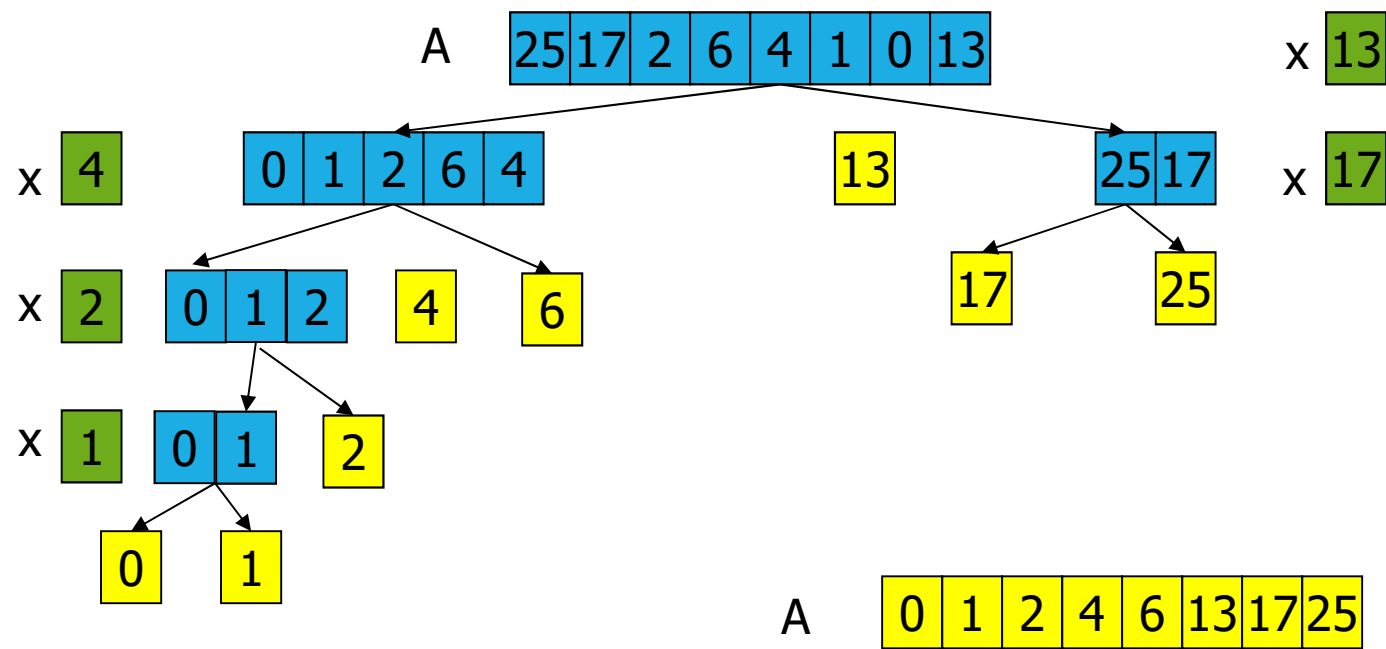 A 25 17 2 6 4 1 0 13 x 13
x 4 0 1 2 6 4 13 25 17 x 17
17 25
x 2 0 1 2 4 6
x 1 0 1 2
0 1
A 0 1 2 4 6 13 17 25